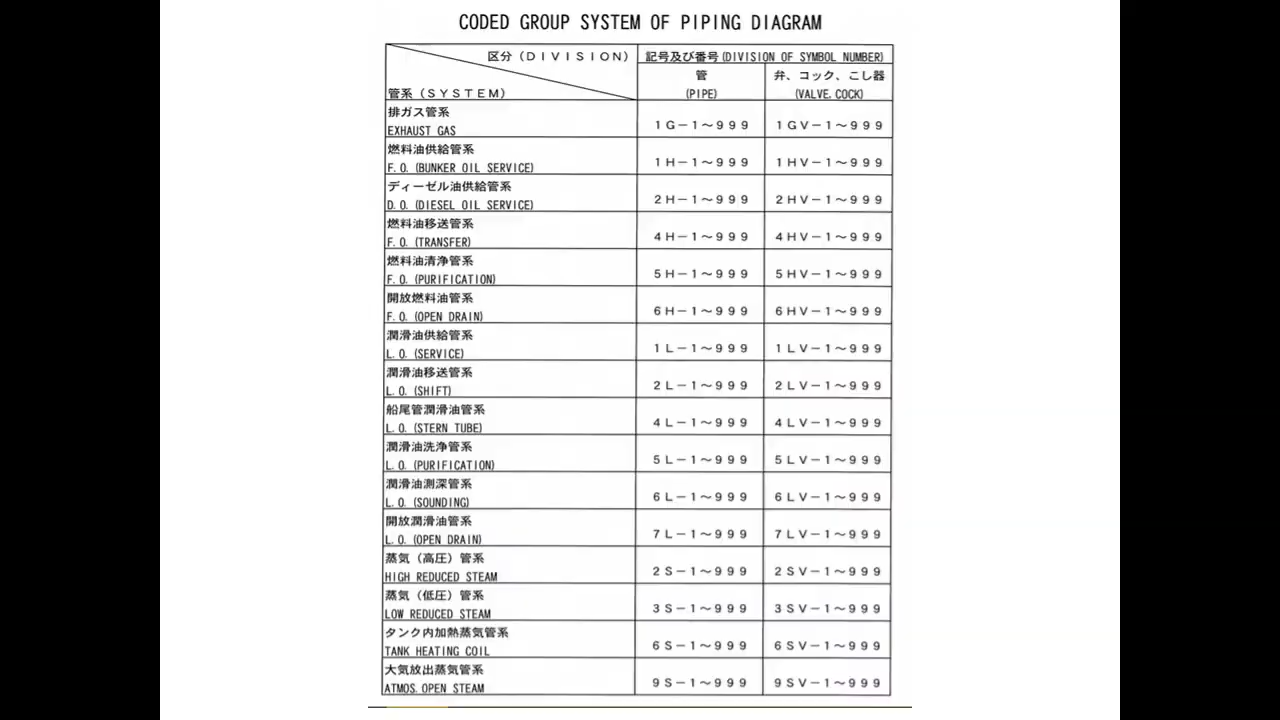 CODED GROUP SYSTEM OF PIPING DIAGRAM
区分（ＤＩＶＩＳＩＯＮ） 記号及び番号(DIVISION OF SYMBOL NUMBER)
管 弁、コック、こし器
管系（ＳＹＳＴＥＭ） (PIPE) (VALVE.COCK)
排ガス管系
EXHAUST GAS １Ｇ－１～９９９ １ＧＶ－１～９９９
燃料油供給管系
F.O.(BUNKER OIL SERVICE) １Ｈ－１～９９９ １ＨＶ－１～９９９
ディーゼル油供給管系
D.O.(DIESEL OIL SERVICE) ２Ｈ－１～９９９ ２ＨＶ－１～９９９
燃料油移送管系
F.O.(TRANSFER) ４Ｈ－１～９９９ ４ＨＶ－１～９９９
燃料油清浄管系
F.O.(PURIFICATION) ５Ｈ－１～９９９ ５ＨＶ－１～９９９
開放燃料油管系
F.O.(OPEN DRAIN) ６Ｈ－１～９９９ ６ＨＶ－１～９９９
潤滑油供給管系
L.O.(SERVICE) １Ｌ－１～９９９ １ＬＶ－１～９９９
潤滑油移送管系
L.O.(SHIFT) ２Ｌ－１～９９９ ２ＬＶ－１～９９９
船尾管潤滑油管系
L.O.(STERN TUBE) ４Ｌ－１～９９９ ４ＬＶ－１～９９９
潤滑油洗浄管系
L.O.(PURIFICATION) ５Ｌ－１～９９９ ５ＬＶ－１～９９９
潤滑油測深管系
L.O.(SOUNDING) ６Ｌ－１～９９９ ６ＬＶ－１～９９９
開放潤滑油管系
L.O.(OPEN DRAIN) ７Ｌ－１～９９９ ７ＬＶ－１～９９９
蒸気（高圧）管系
HIGH REDUCED STEAM ２Ｓ－１～９９９ ２ＳＶ－１～９９９
蒸気（低圧）管系
LOW REDUCED STEAM ３Ｓ－１～９９９ ３ＳＶ－１～９９９
タンク内加熱蒸気管系
TANK HEATING COIL ６Ｓ－１～９９９ ６ＳＶ－１～９９９
大気放出蒸気管系
ATMOS.OPEN STEAM ９Ｓ－１～９９９ ９ＳＶ－１～９９９